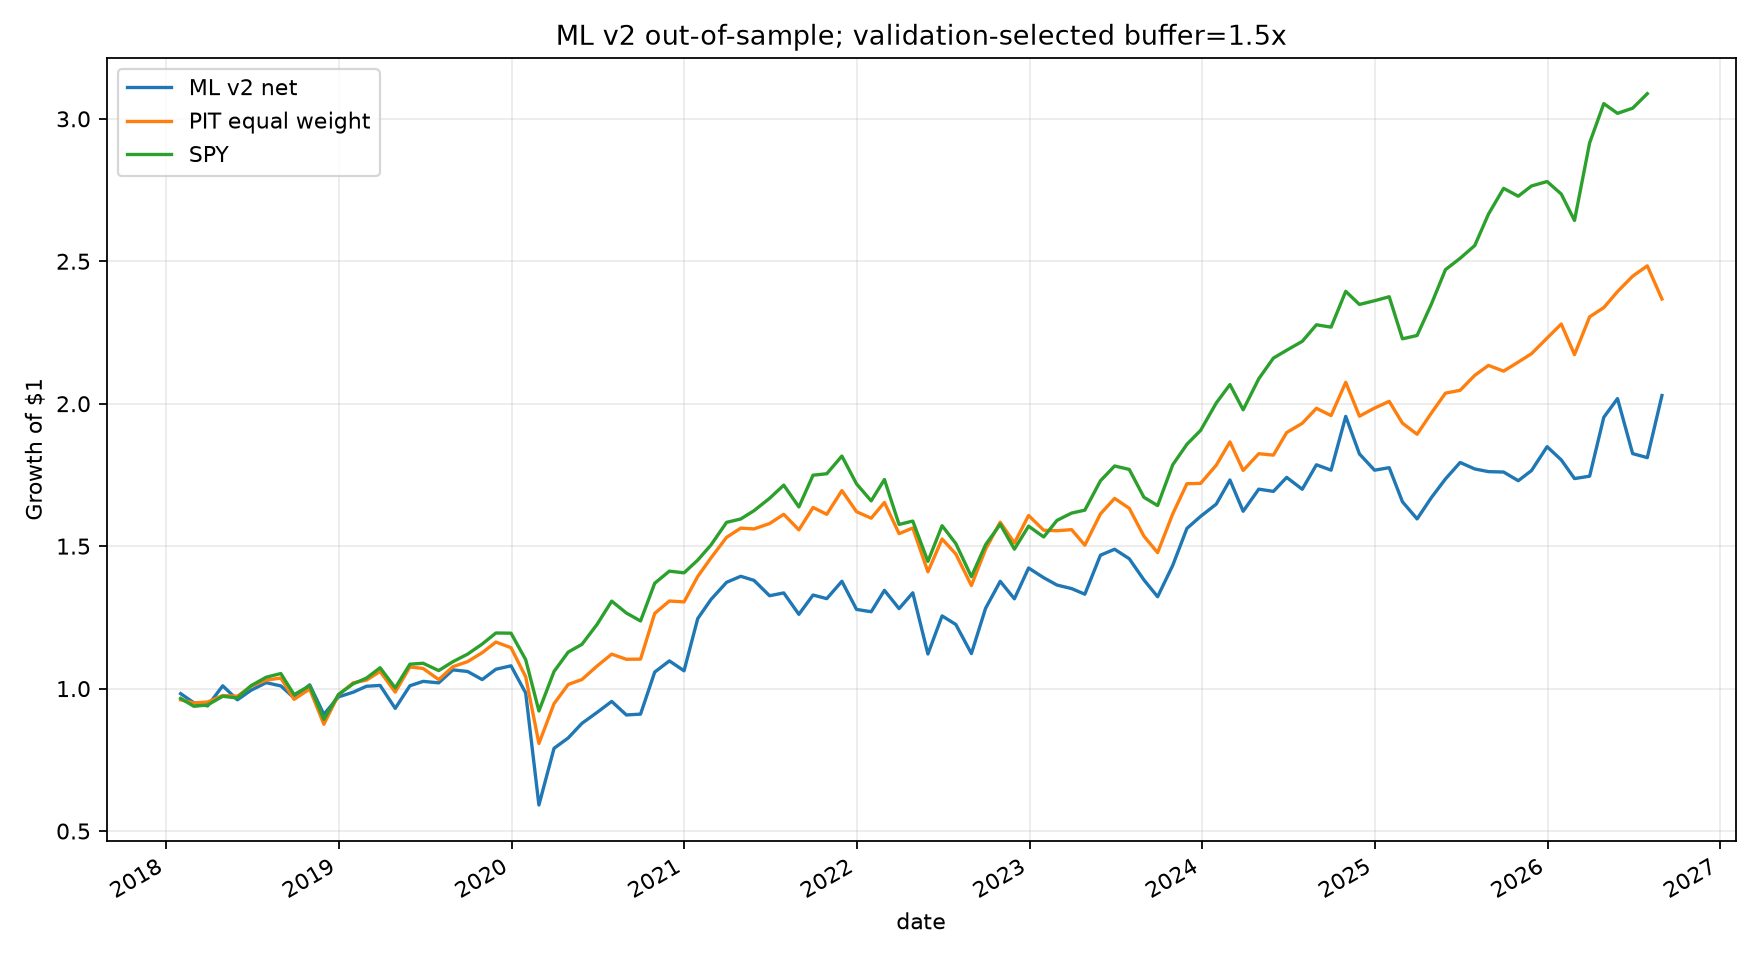 ML v2 out-of-sample; validation-selected buffer=1.5x
ML v2 net
PIT equal weight
SPY
Growth of $1
3.0
2.5
2.0
1.5
1.0
0.5
2018
2019
2020
2021
2022
2023
2024
2025
2026
2027
date